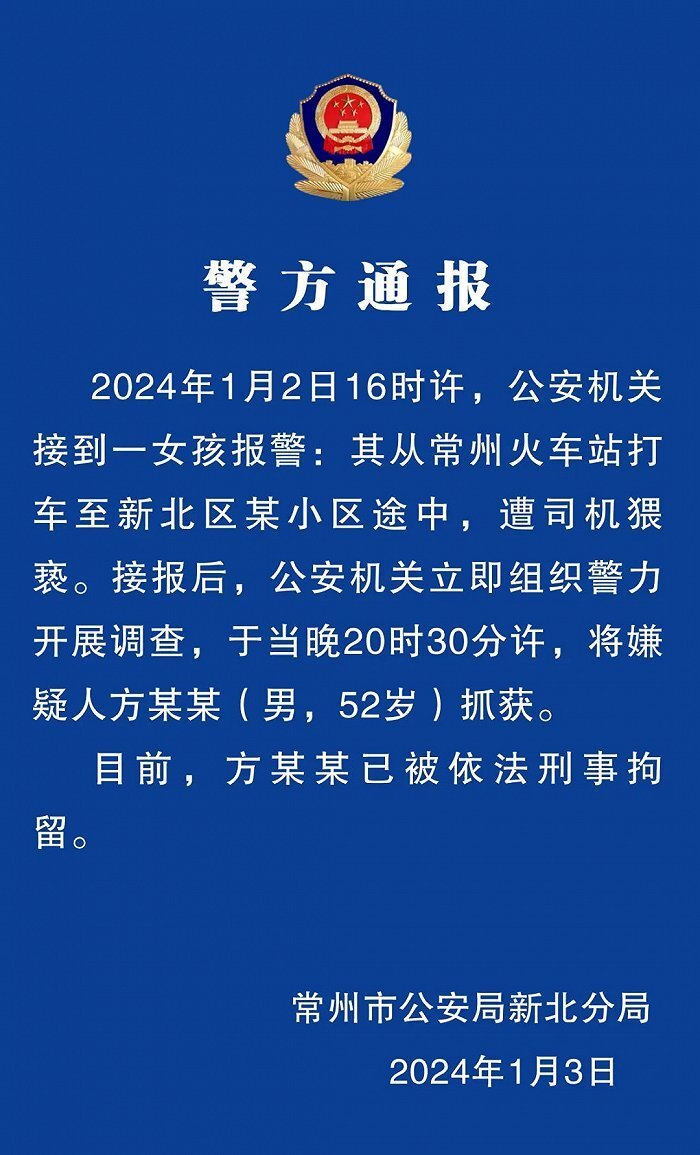 警方通报
2024年1月2日16时许，公安机关
接到一女孩报警：其从常州火车站打
车至新北区某小区途中，遭司机猥
亵。接报后，公安机关立即组织警力
开展调查，于当晚20时30分许，将嫌
疑人方某某（男，52岁）抓获。
目前，方某某已被依法刑事拘
留。
常州市公安局新北分局
2024年1月3日